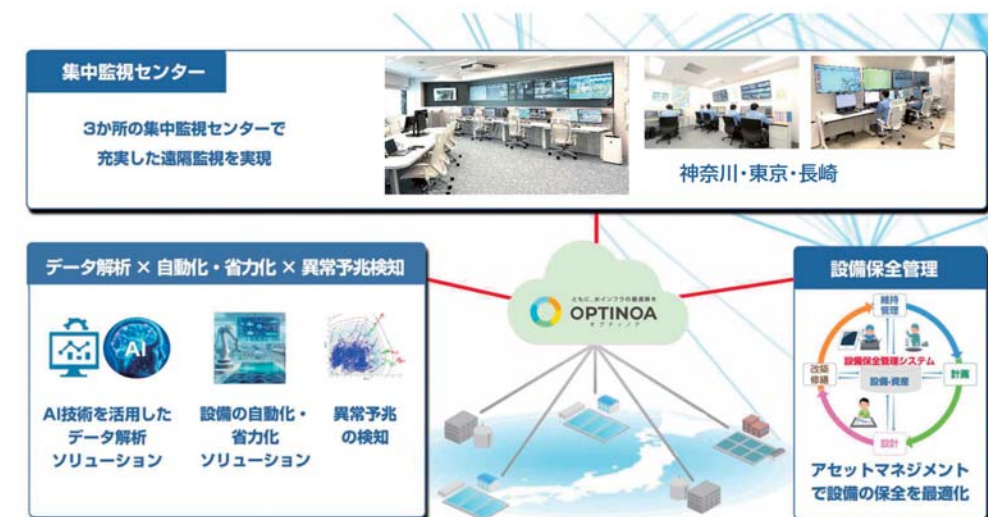 集中監視センター
3か所の集中監視センターで
充実した遠隔監視を実現
神奈川・東京・長崎
データ解析 × 自動化・省力化 × 異常予兆検知
AI
AI技術を活用した
データ解析
ソリューション
設備の自動化・
省力化
ソリューション
異常予兆
の検知
ともに、水インフラの最適解を
OPTINOA
オプティノア
設備保全管理
維持
管理
設備保全管理システム
改築
修繕
設備・資産
計画
設計
アセットマネジメント
で設備の保全を最適化